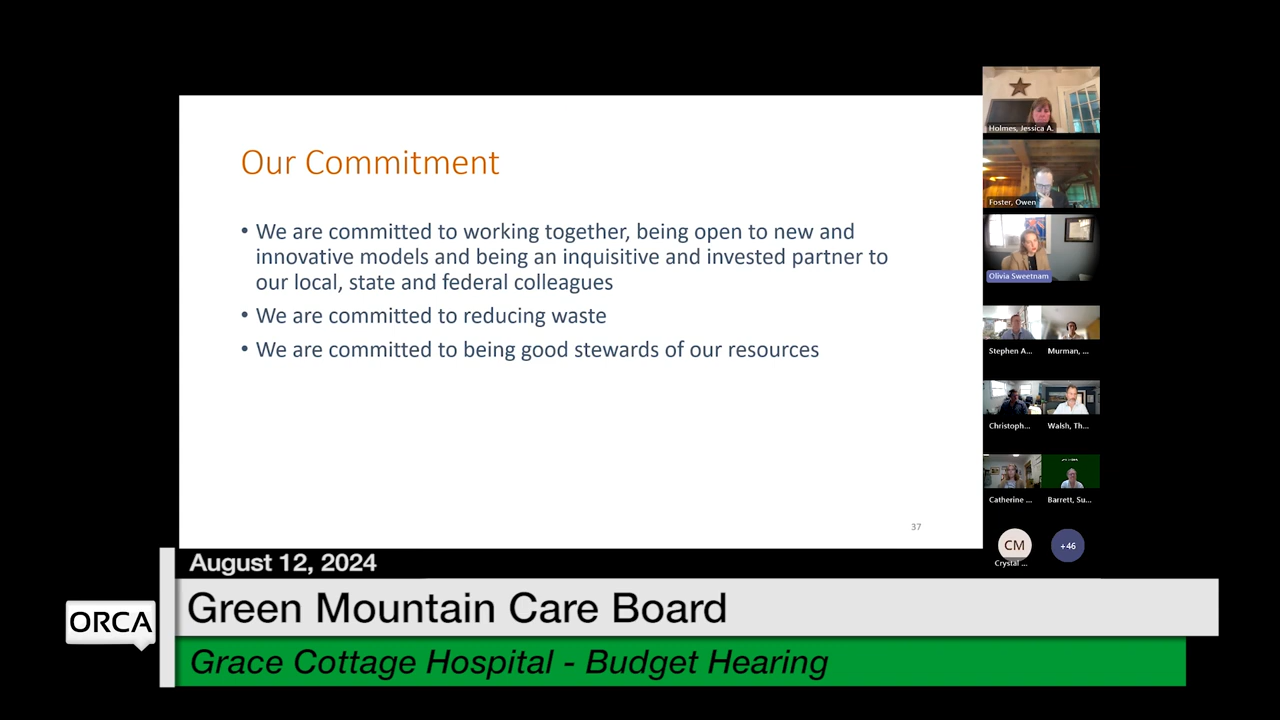 Our Commitment
• We are committed to working together, being open to new and
innovative models and being an inquisitive and invested partner to
our local, state and federal colleagues
• We are committed to reducing waste
• We are committed to being good stewards of our resources
37
Holmes, Jessica A.
Foster, Owen
Olivia Sweetnam
Stephen A...
Murman, ...
Christoph...
Walsh, Th...
Catherine ...
Barrett, Su...
CM
+46
Crystal ...
August 12, 2024
ORCA
Green Mountain Care Board
Grace Cottage Hospital - Budget Hearing